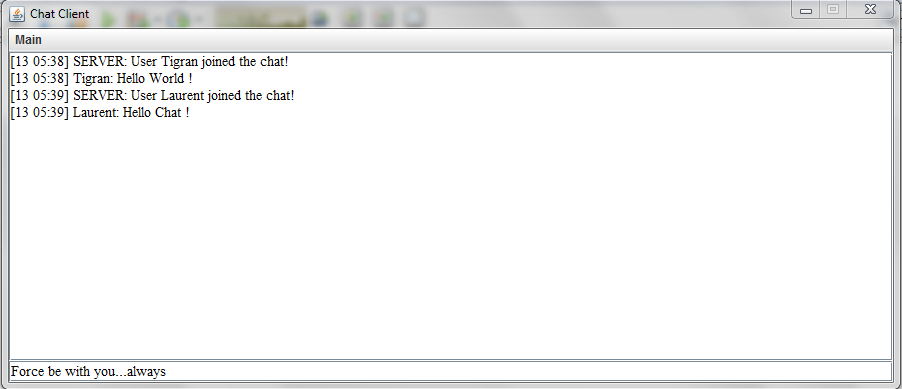 Chat Client
Main
[13 05:38] SERVER: User Tigran joined the chat!
[13 05:38] Tigran: Hello World !
[13 05:39] SERVER: User Laurent joined the chat!
[13 05:39] Laurent: Hello Chat !
Force be with you...always